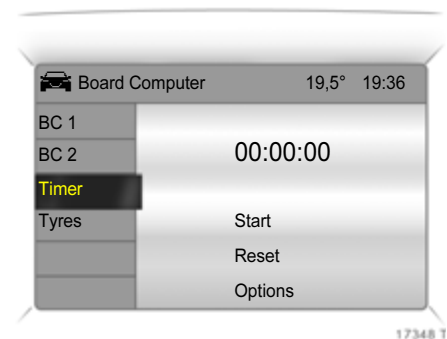 Board Computer 19,5° 19:36
BC 1
BC 2
00:00:00
Timer
Tyres
Start
Reset
Options
17348 T